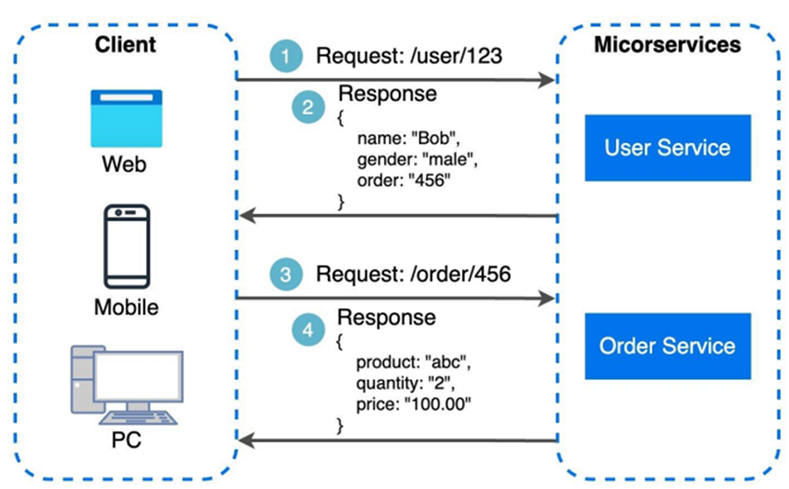 Client
Web
Mobile
PC
1 Request: /user/123
2 Response
{
name: "Bob",
gender: "male",
order: "456"
}
3 Request: /order/456
4 Response
{
product: "abc",
quantity: "2",
price: "100.00"
}
Micorservices
User Service
Order Service